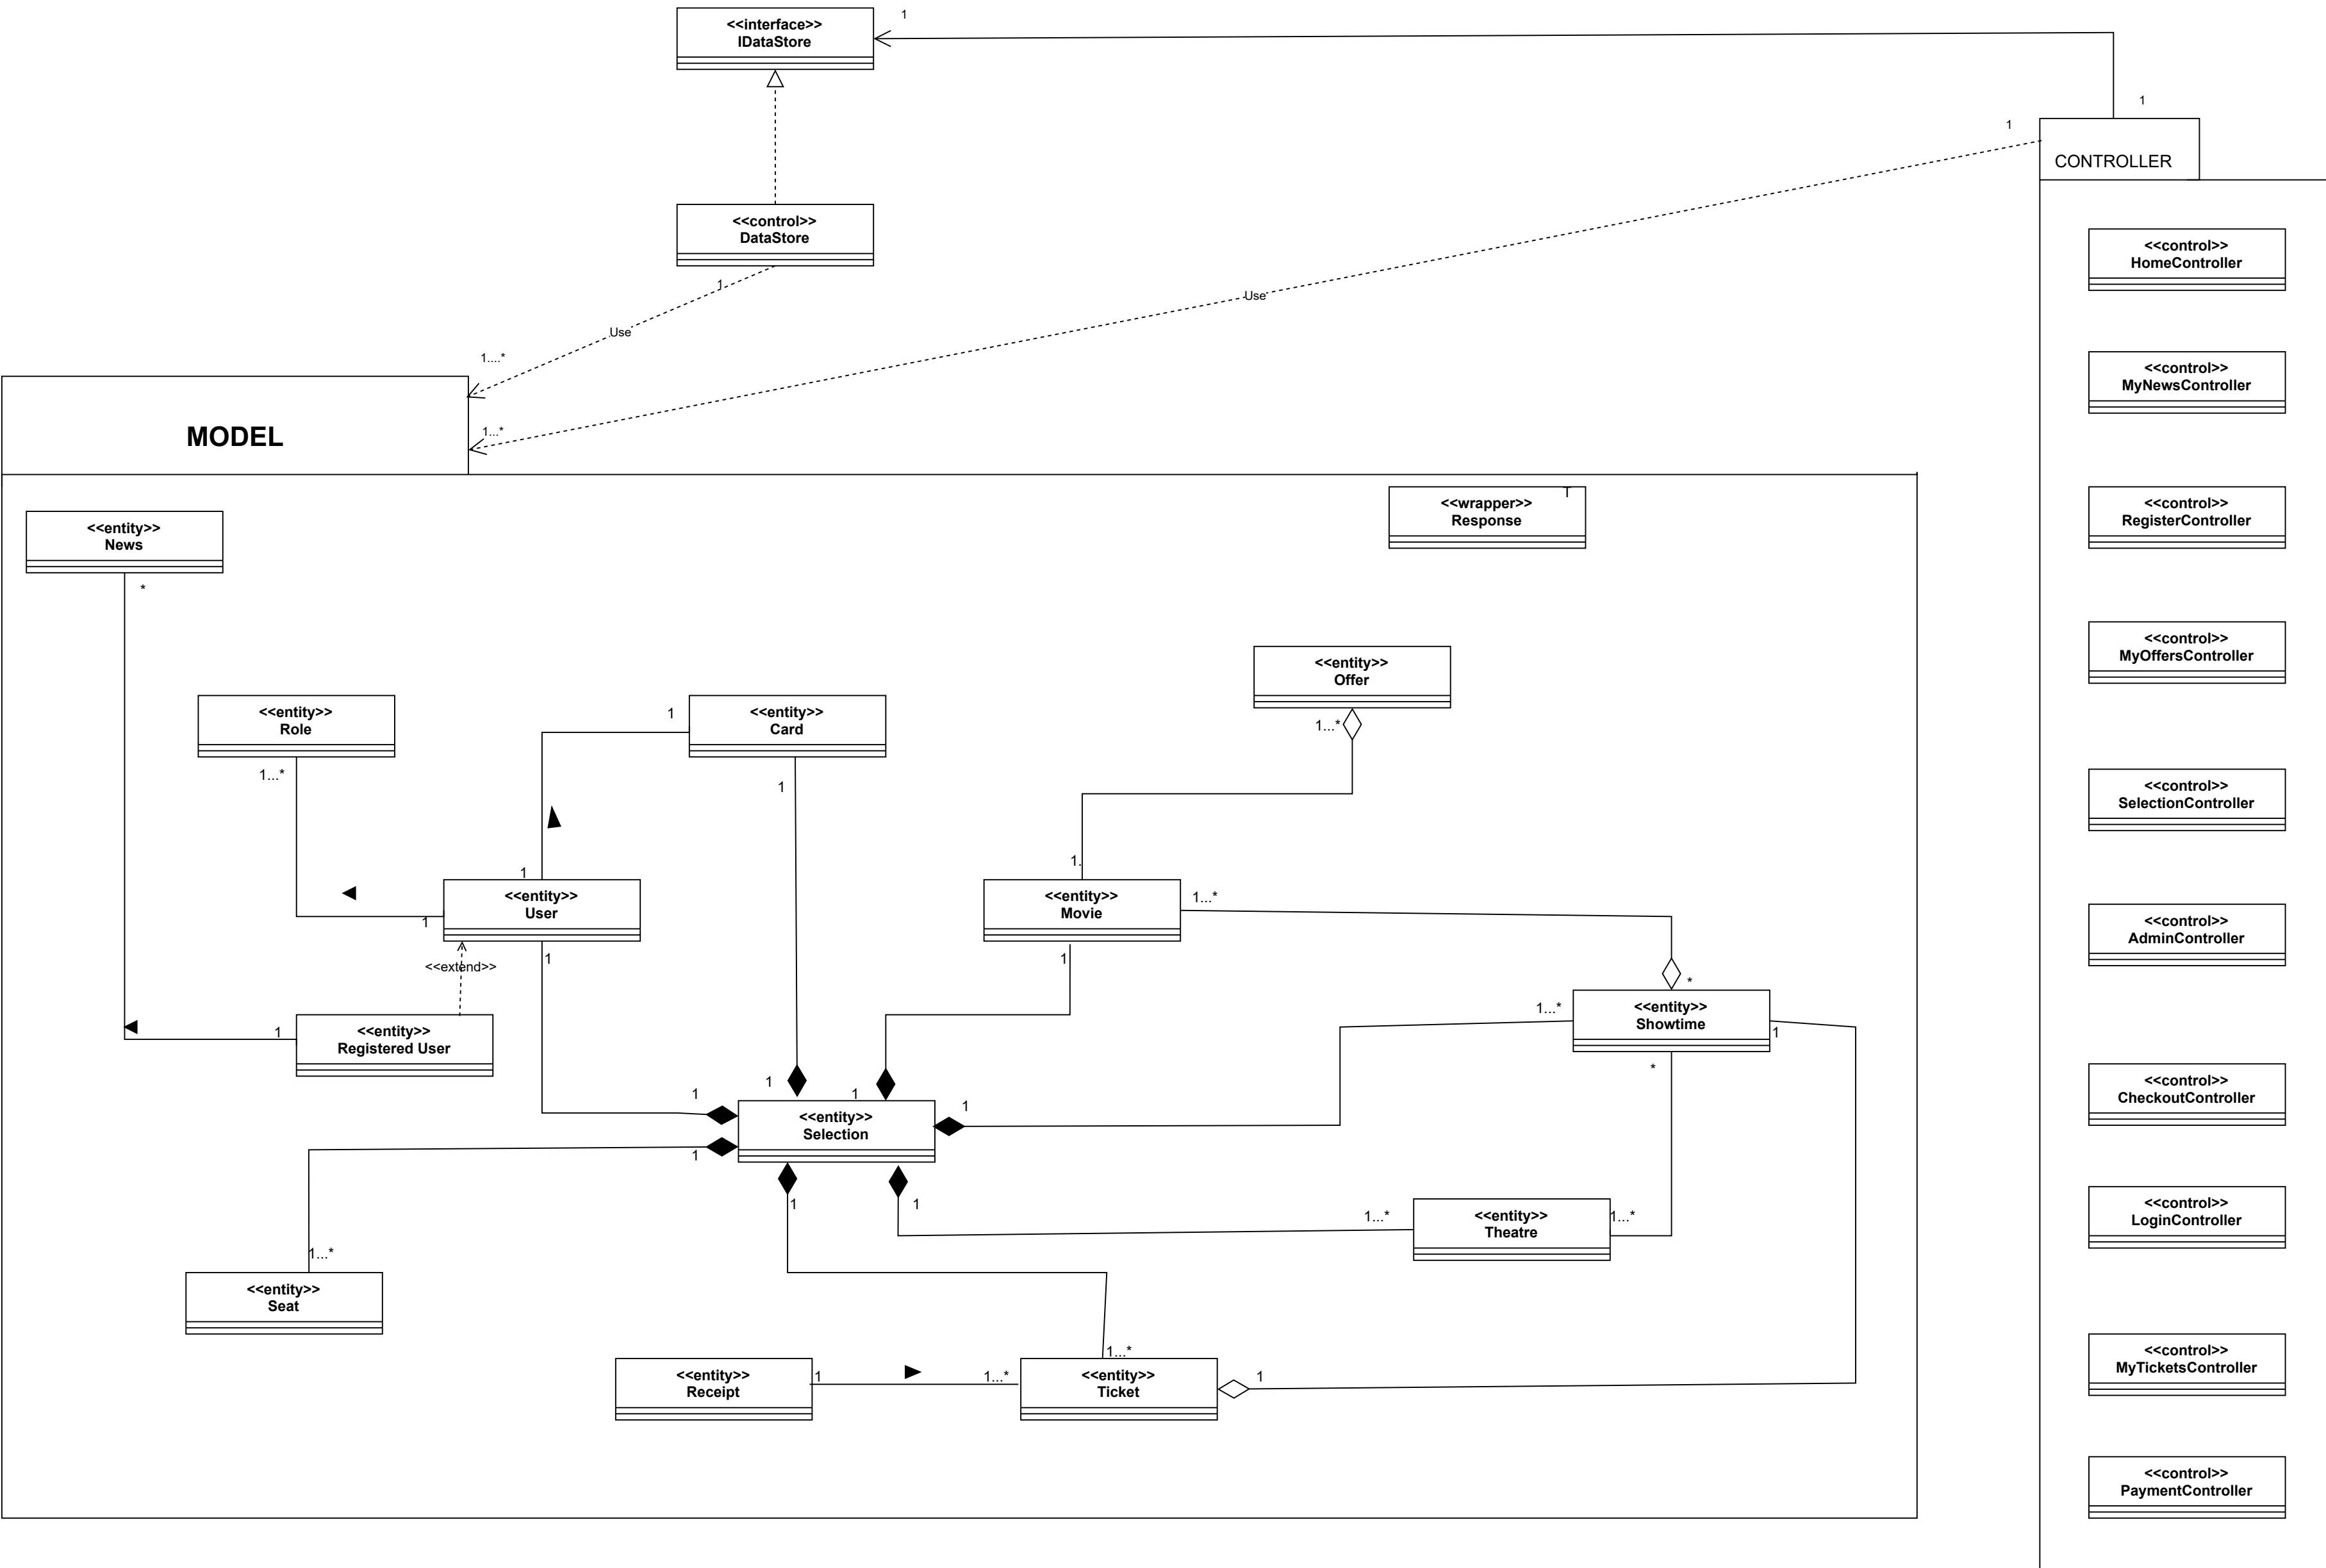 <<interface>>
IDataStore
1
1
1
CONTROLLER
<<control>>
DataStore
1
Use
Use
1....*
1...*
MODEL
<<control>>
HomeController
<<control>>
MyNewsController
<<control>>
RegisterController
<<control>>
MyOffersController
<<control>>
SelectionController
<<control>>
AdminController
<<control>>
CheckoutController
<<control>>
LoginController
<<control>>
MyTicketsController
<<control>>
PaymentController
<<wrapper>>
Response
T
<<entity>>
News
*
<<entity>>
Offer
1...*
<<entity>>
Role
1...*
1
<<entity>>
Card
1
1
<<entity>>
User
1
1
<<extend>>
1.
<<entity>>
Movie
1...*
1
*
1...*
<<entity>>
Showtime
1
*
1
<<entity>>
Registered User
1
1
1
1
<<entity>>
Selection
1
1
1
1...*
<<entity>>
Theatre
1...*
1...*
<<entity>>
Seat
<<entity>>
Receipt
1
1...*
1...*
<<entity>>
Ticket
1